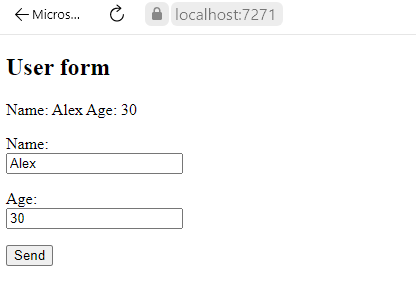 Micros... localhost:7271
User form
Name: Alex Age: 30
Name:
Alex
Age:
30
Send